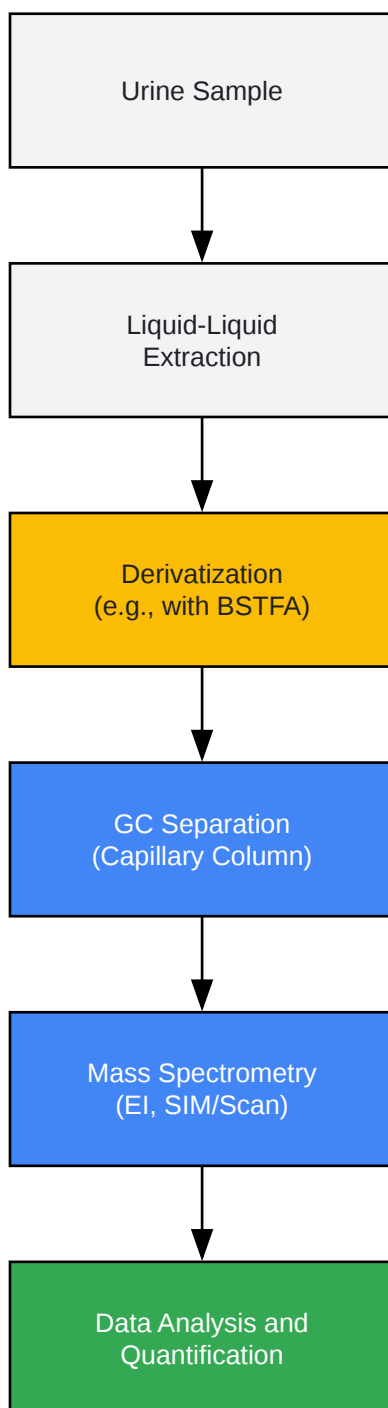 Urine Sample
Liquid-Liquid
Extraction
Derivatization
(e.g., with BSTFA)
GC Separation
(Capillary Column)
Mass Spectrometry
(EI, SIM/Scan)
Data Analysis and
Quantification